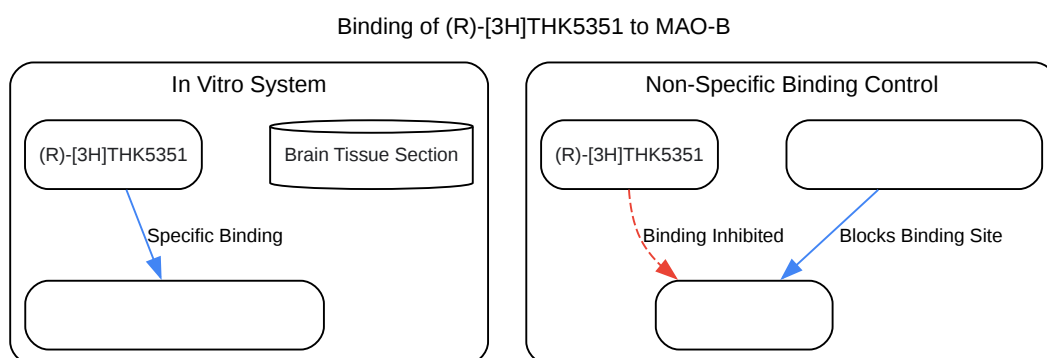 Binding of (R)-[3H]THK5351 to MAO-B
In Vitro System
(R)-[3H]THK5351
Brain Tissue Section
Specific Binding
Non-Specific Binding Control
(R)-[3H]THK5351
Binding Inhibited
Blocks Binding Site